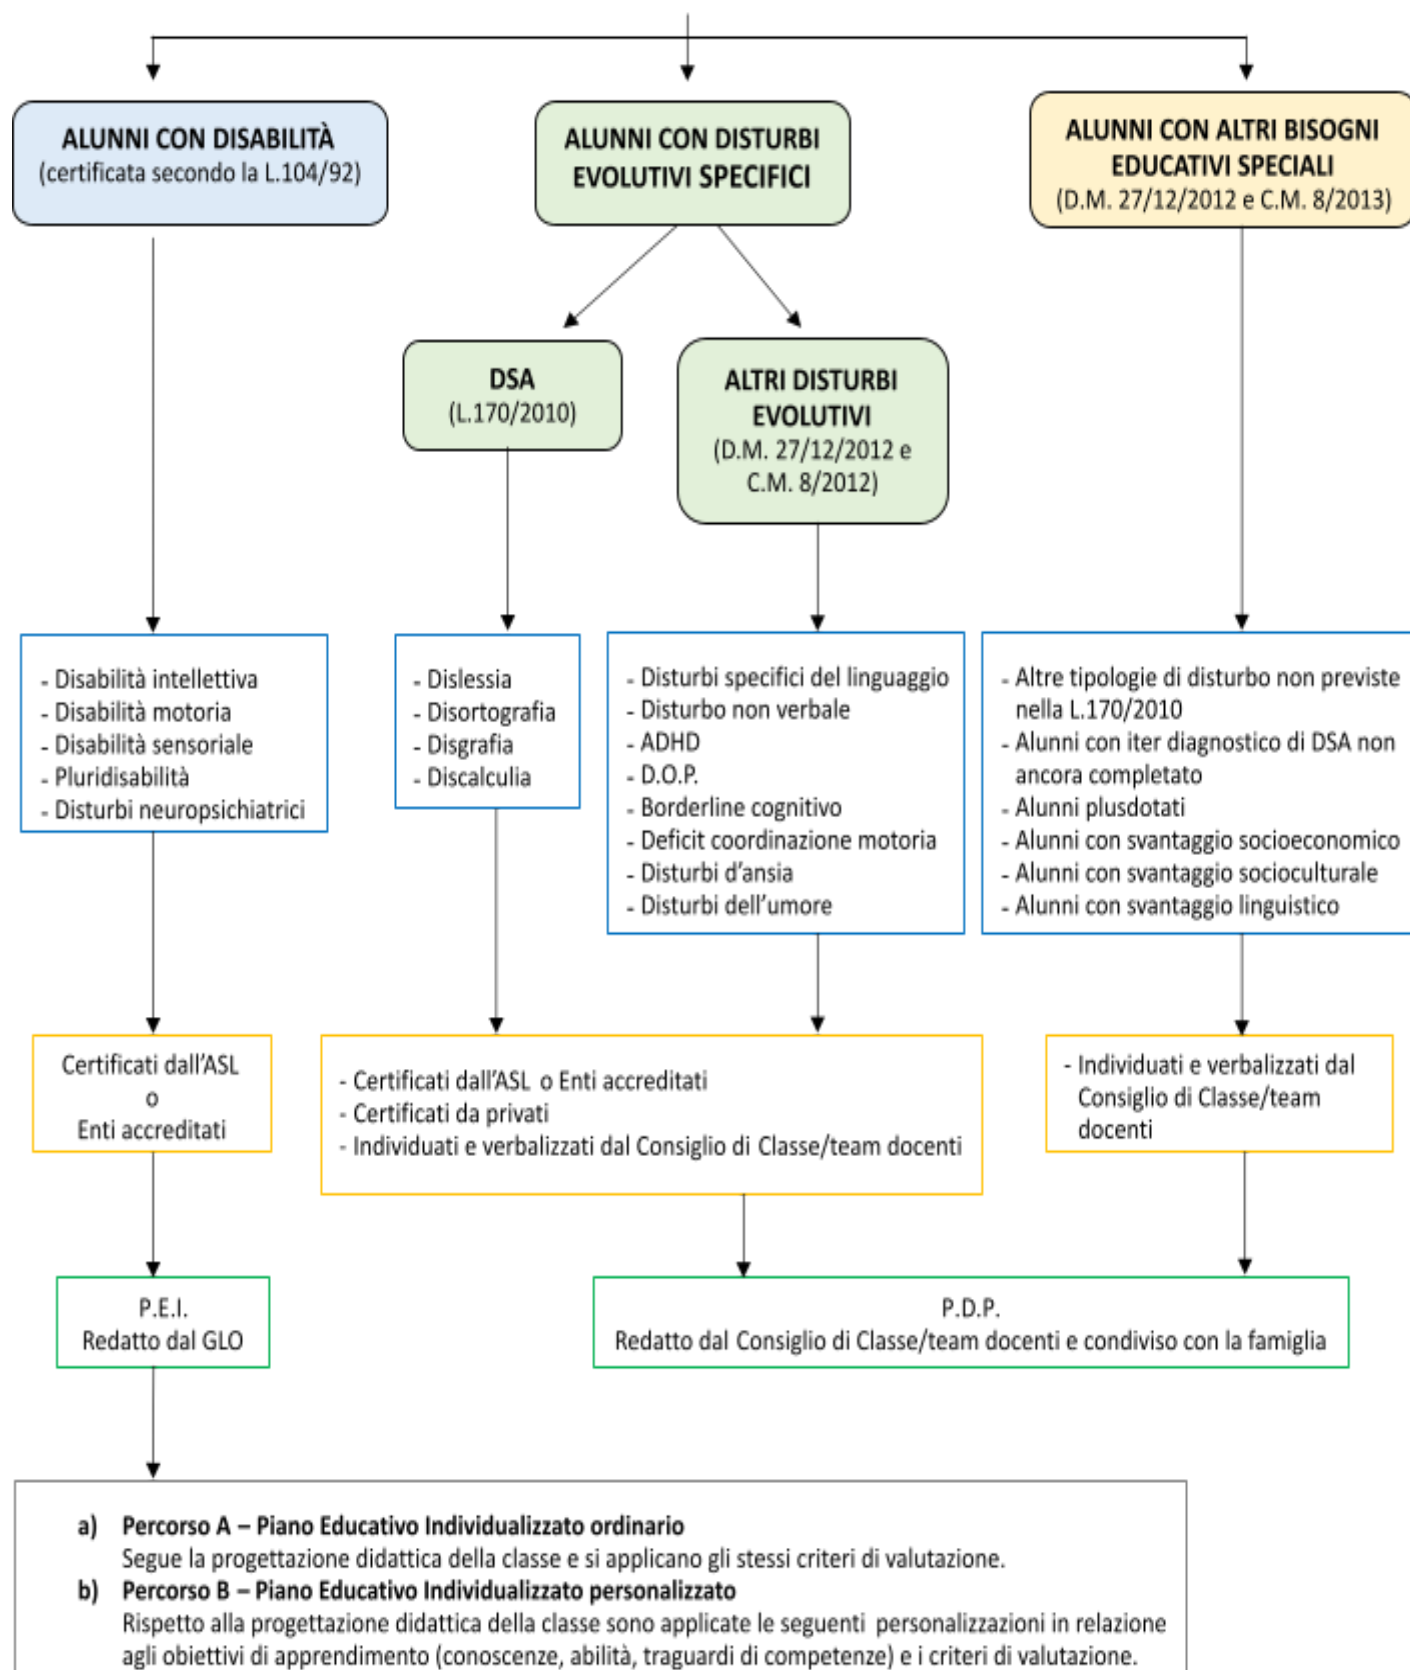 ALUNNI CON DISABILITÀ
(certificata secondo la L.104/92)
ALUNNI CON DISTURBI
EVOLUTIVI SPECIFICI
ALUNNI CON ALTRI BISOGNI
EDUCATIVI SPECIALI
(D.M. 27/12/2012 e C.M. 8/2013)
DSA
(L.170/2010)
ALTRI DISTURBI
EVOLUTIVI
(D.M. 27/12/2012 e
C.M. 8/2012)
- Disabilità intellettiva
- Disabilità motoria
- Disabilità sensoriale
- Pluridisabilità
- Disturbi neuropsichiatrici
- Dislessia
- Disortografia
- Disgrafia
- Discalculia
- Disturbi specifici del linguaggio
- Disturbo non verbale
- ADHD
- D.O.P.
- Borderline cognitivo
- Deficit coordinazione motoria
- Disturbi d'ansia
- Disturbi dell'umore
- Altre tipologie di disturbo non previste
nella L.170/2010
- Alunni con iter diagnostico di DSA non
ancora completato
- Alunni plusdotati
- Alunni con svantaggio socioeconomico
- Alunni con svantaggio socioculturale
- Alunni con svantaggio linguistico
Certificati dall'ASL
o
Enti accreditati
- Certificati dall'ASL o Enti accreditati
- Certificati da privati
- Individuati e verbalizzati dal Consiglio di Classe/team docenti
- Individuati e verbalizzati dal
Consiglio di Classe/team
docenti
P.E.I.
Redatto dal GLO
P.D.P.
Redatto dal Consiglio di Classe/team docenti e condiviso con la famiglia
a) Percorso A – Piano Educativo Individualizzato ordinario
Segue la progettazione didattica della classe e si applicano gli stessi criteri di valutazione.
b) Percorso B – Piano Educativo Individualizzato personalizzato
Rispetto alla progettazione didattica della classe sono applicate le seguenti personalizzazioni in relazione
agli obiettivi di apprendimento (conoscenze, abilità, traguardi di competenze) e i criteri di valutazione.